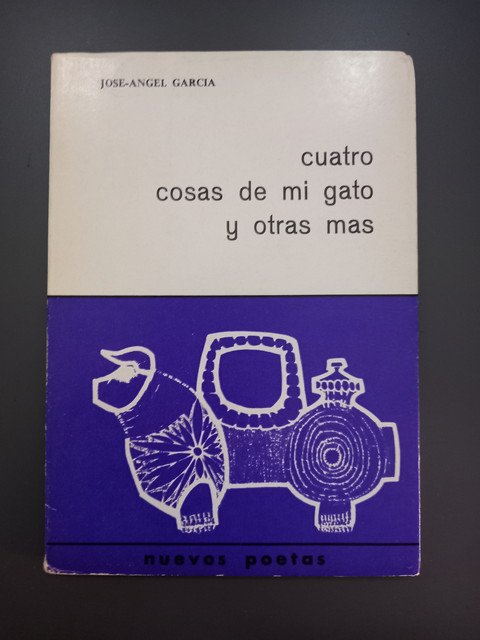 JOSE-ANGEL GARCIA
cuatro
cosas de mi gato
y otras mas
nuevos poetas